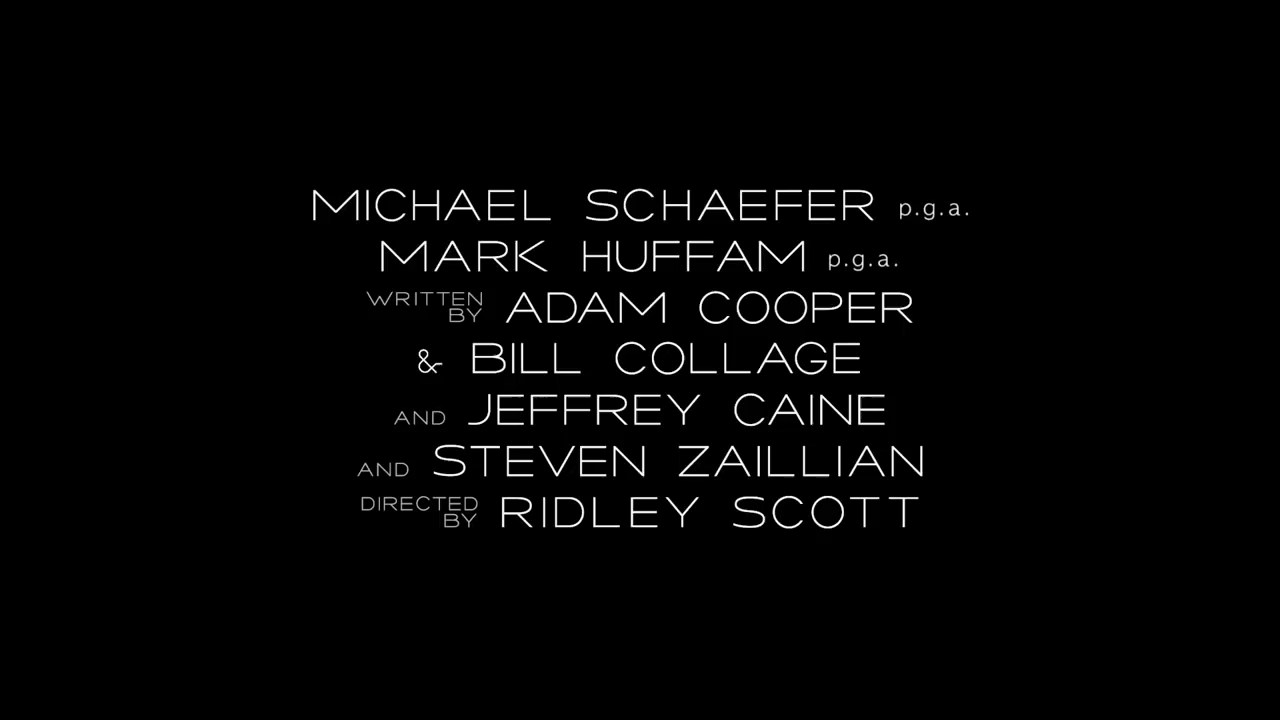 MICHAEL SCHAEFER p.g.a.
MARK HUFFAM p.g.a.
WRITTEN BY ADAM COOPER
& BILL COLLAGE
AND JEFFREY CAINE
AND STEVEN ZAILLIAN
DIRECTED BY RIDLEY SCOTT